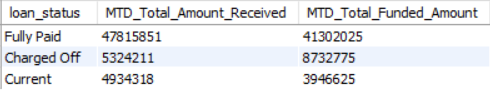 loan_status MTD_Total_Amount_Received MTD_Total_Funded_Amount
Fully Paid 47815851 41302025
Charged Off 5324211 8732775
Current 4934318 3946625